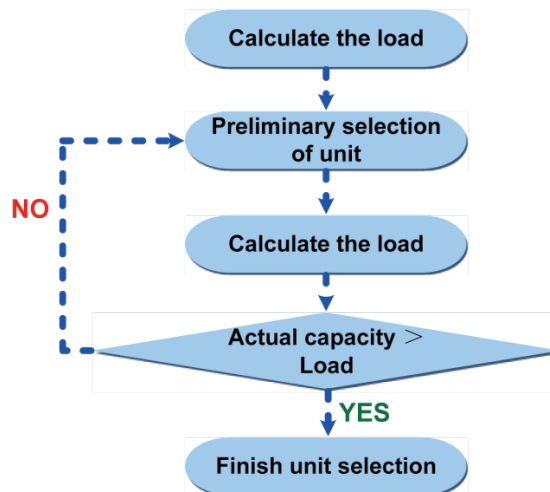 Calculate the load
Preliminary selection
of unit
NO
Calculate the load
Actual capacity >
Load
YES
Finish unit selection